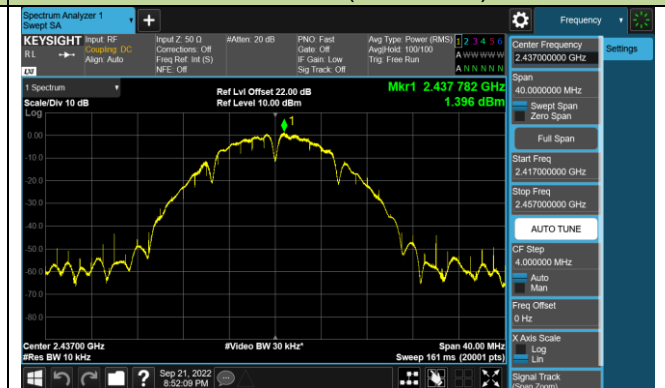 Spectrum Analyzer 1
Swept SA
Frequency
KEYSIGHT
RL
LXI
Input: RF
Coupling: DC
Align: Auto
Input Z: 50 Ω
Corrections: Off
Freq Ref: Int (S)
NFE: Off
#Atten: 20 dB
PNO: Fast
Gate: Off
IF Gain: Low
Sig Track: Off
Avg Type: Power (RMS)
Avg|Hold: 100/100
Trig: Free Run
1 2 3 4 5 6
A W W W W W
A N N N N N
1 Spectrum
Scale/Div 10 dB
Log
Ref Lvl Offset 22.00 dB
Ref Level 10.00 dBm
Mkr1 2.437 782 GHz
1.396 dBm
1
0.00
-10.0
-20.0
-30.0
-40.0
-50.0
-60.0
-70.0
-80.0
Center 2.43700 GHz
#Res BW 10 kHz
#Video BW 30 kHz*
Span 40.00 MHz
Sweep 161 ms (20001 pts)
Sep 21, 2022
8:52:09 PM
Center Frequency
2.437000000 GHz
Settings
Span
40.0000000 MHz
Swept Span
Zero Span
Full Span
Start Freq
2.417000000 GHz
Stop Freq
2.457000000 GHz
AUTO TUNE
CF Step
4.000000 MHz
Auto
Man
Freq Offset
0 Hz
X Axis Scale
Log
Lin
Signal Track
(Span Zoom)